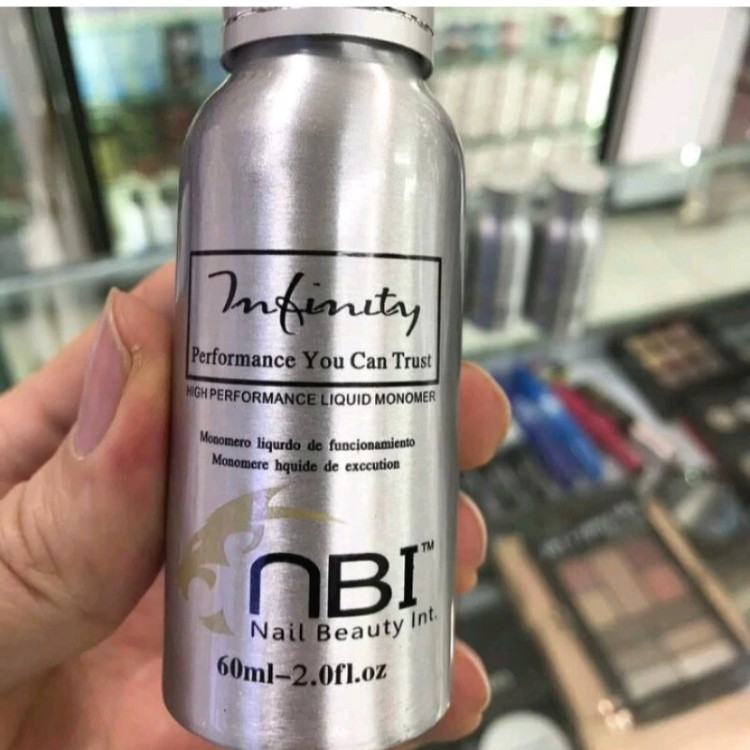 Infinity
Performance You Can Trust
HIGH PERFORMANCE LIQUID MONOMER
Monomero liqurdo de funcionamiento
Monomere hquide de exccution
NBI™
Nail Beauty Int.
60ml-2.0fl.oz